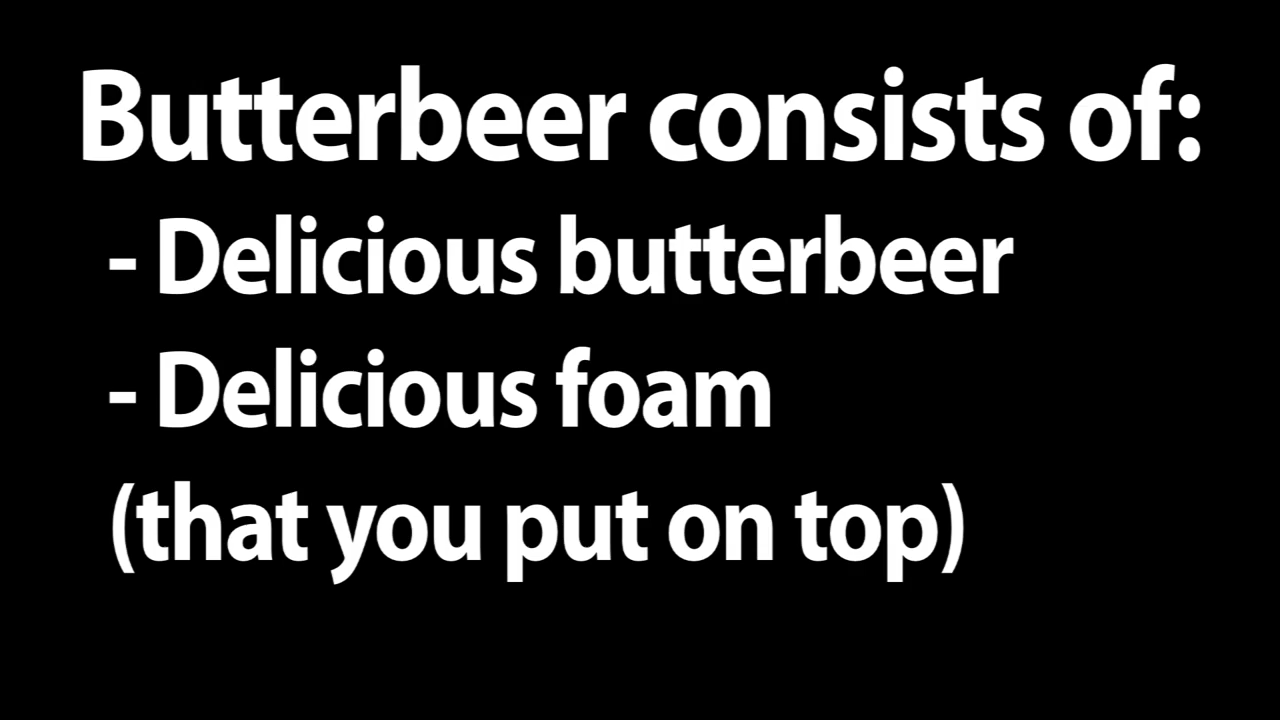 Butterbeer consists of:
- Delicious butterbeer
- Delicious foam
(that you put on top)